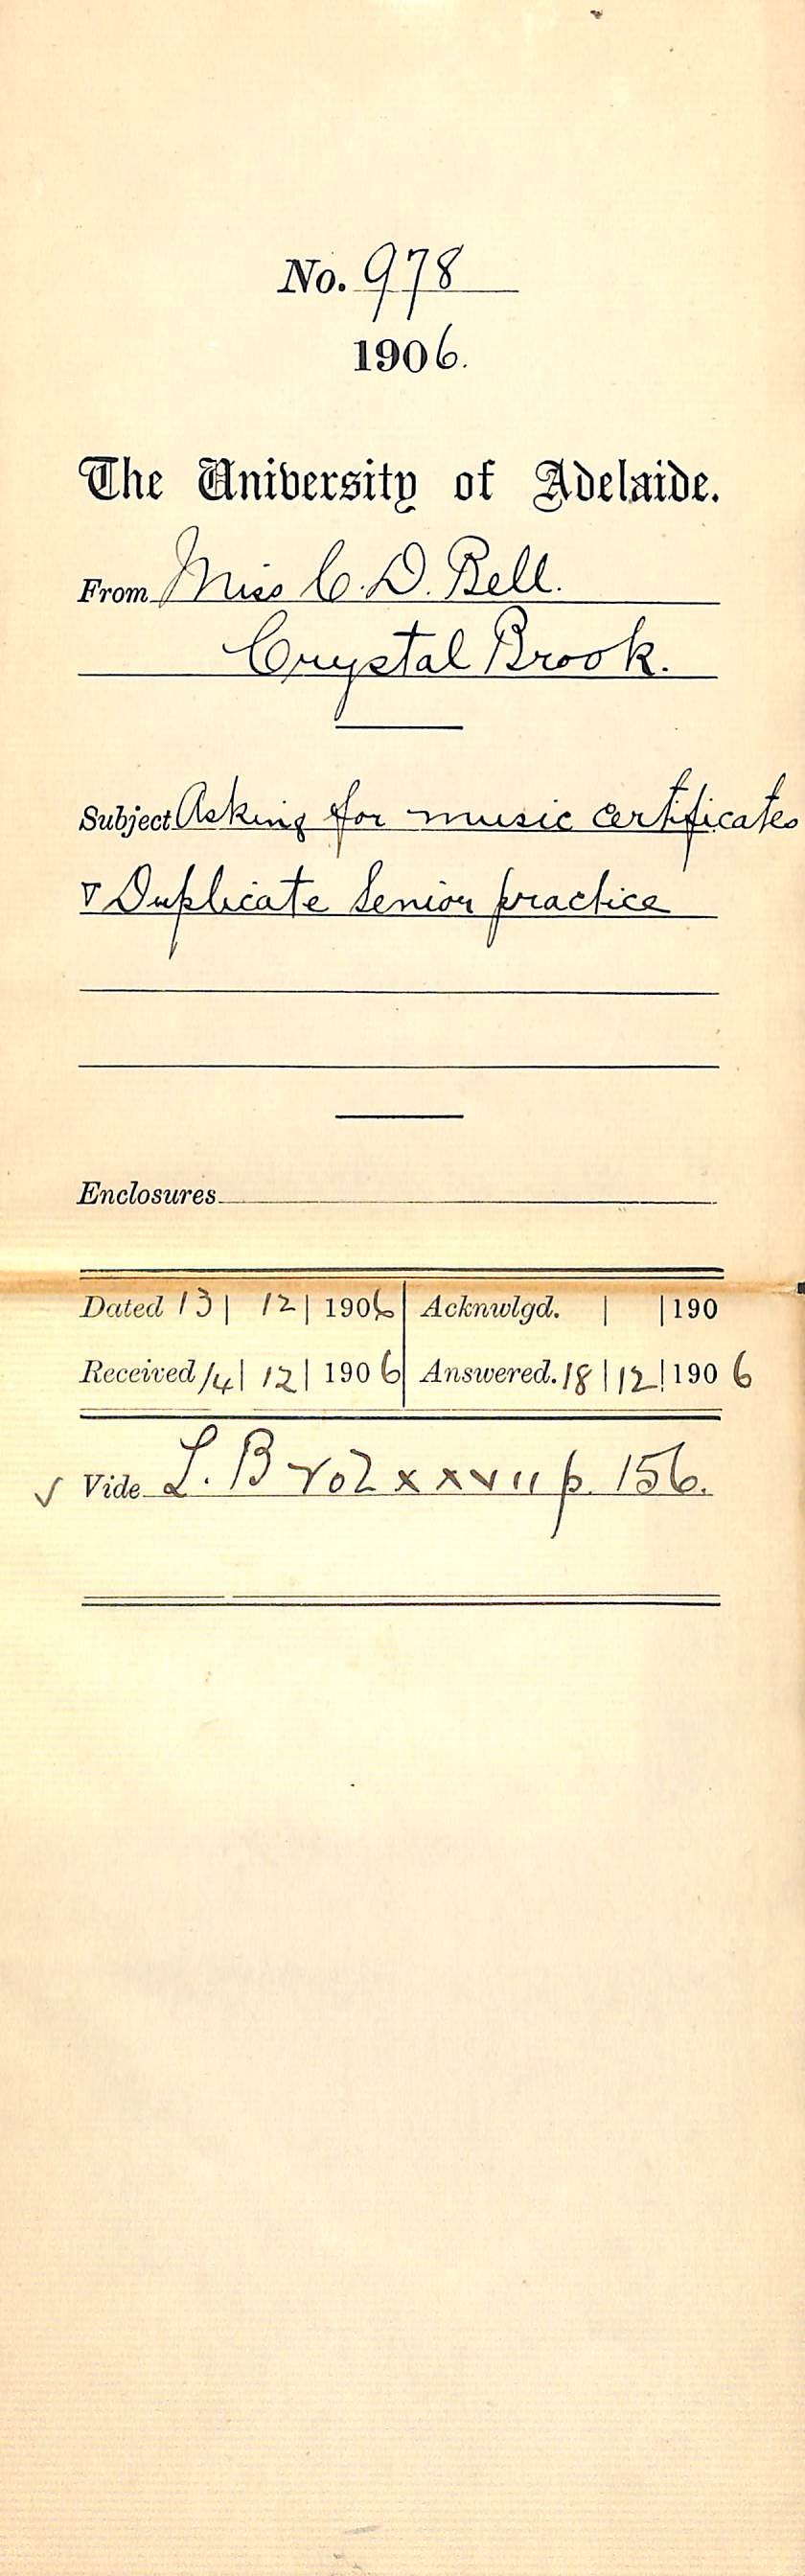 No. 978
1906.
The University of Adelaide.
From Miss C. D. Bell.
Crystal Brook.
Subject Asking for music certificates
& Duplicate Senior practice
Enclosures
Dated 13 | 12 | 1906 Acknwlgd. | | 190
Received 14 | 12 | 1906 Answered. 18 | 12 | 1906
✓ Vide L. B vol xxvii p. 156.